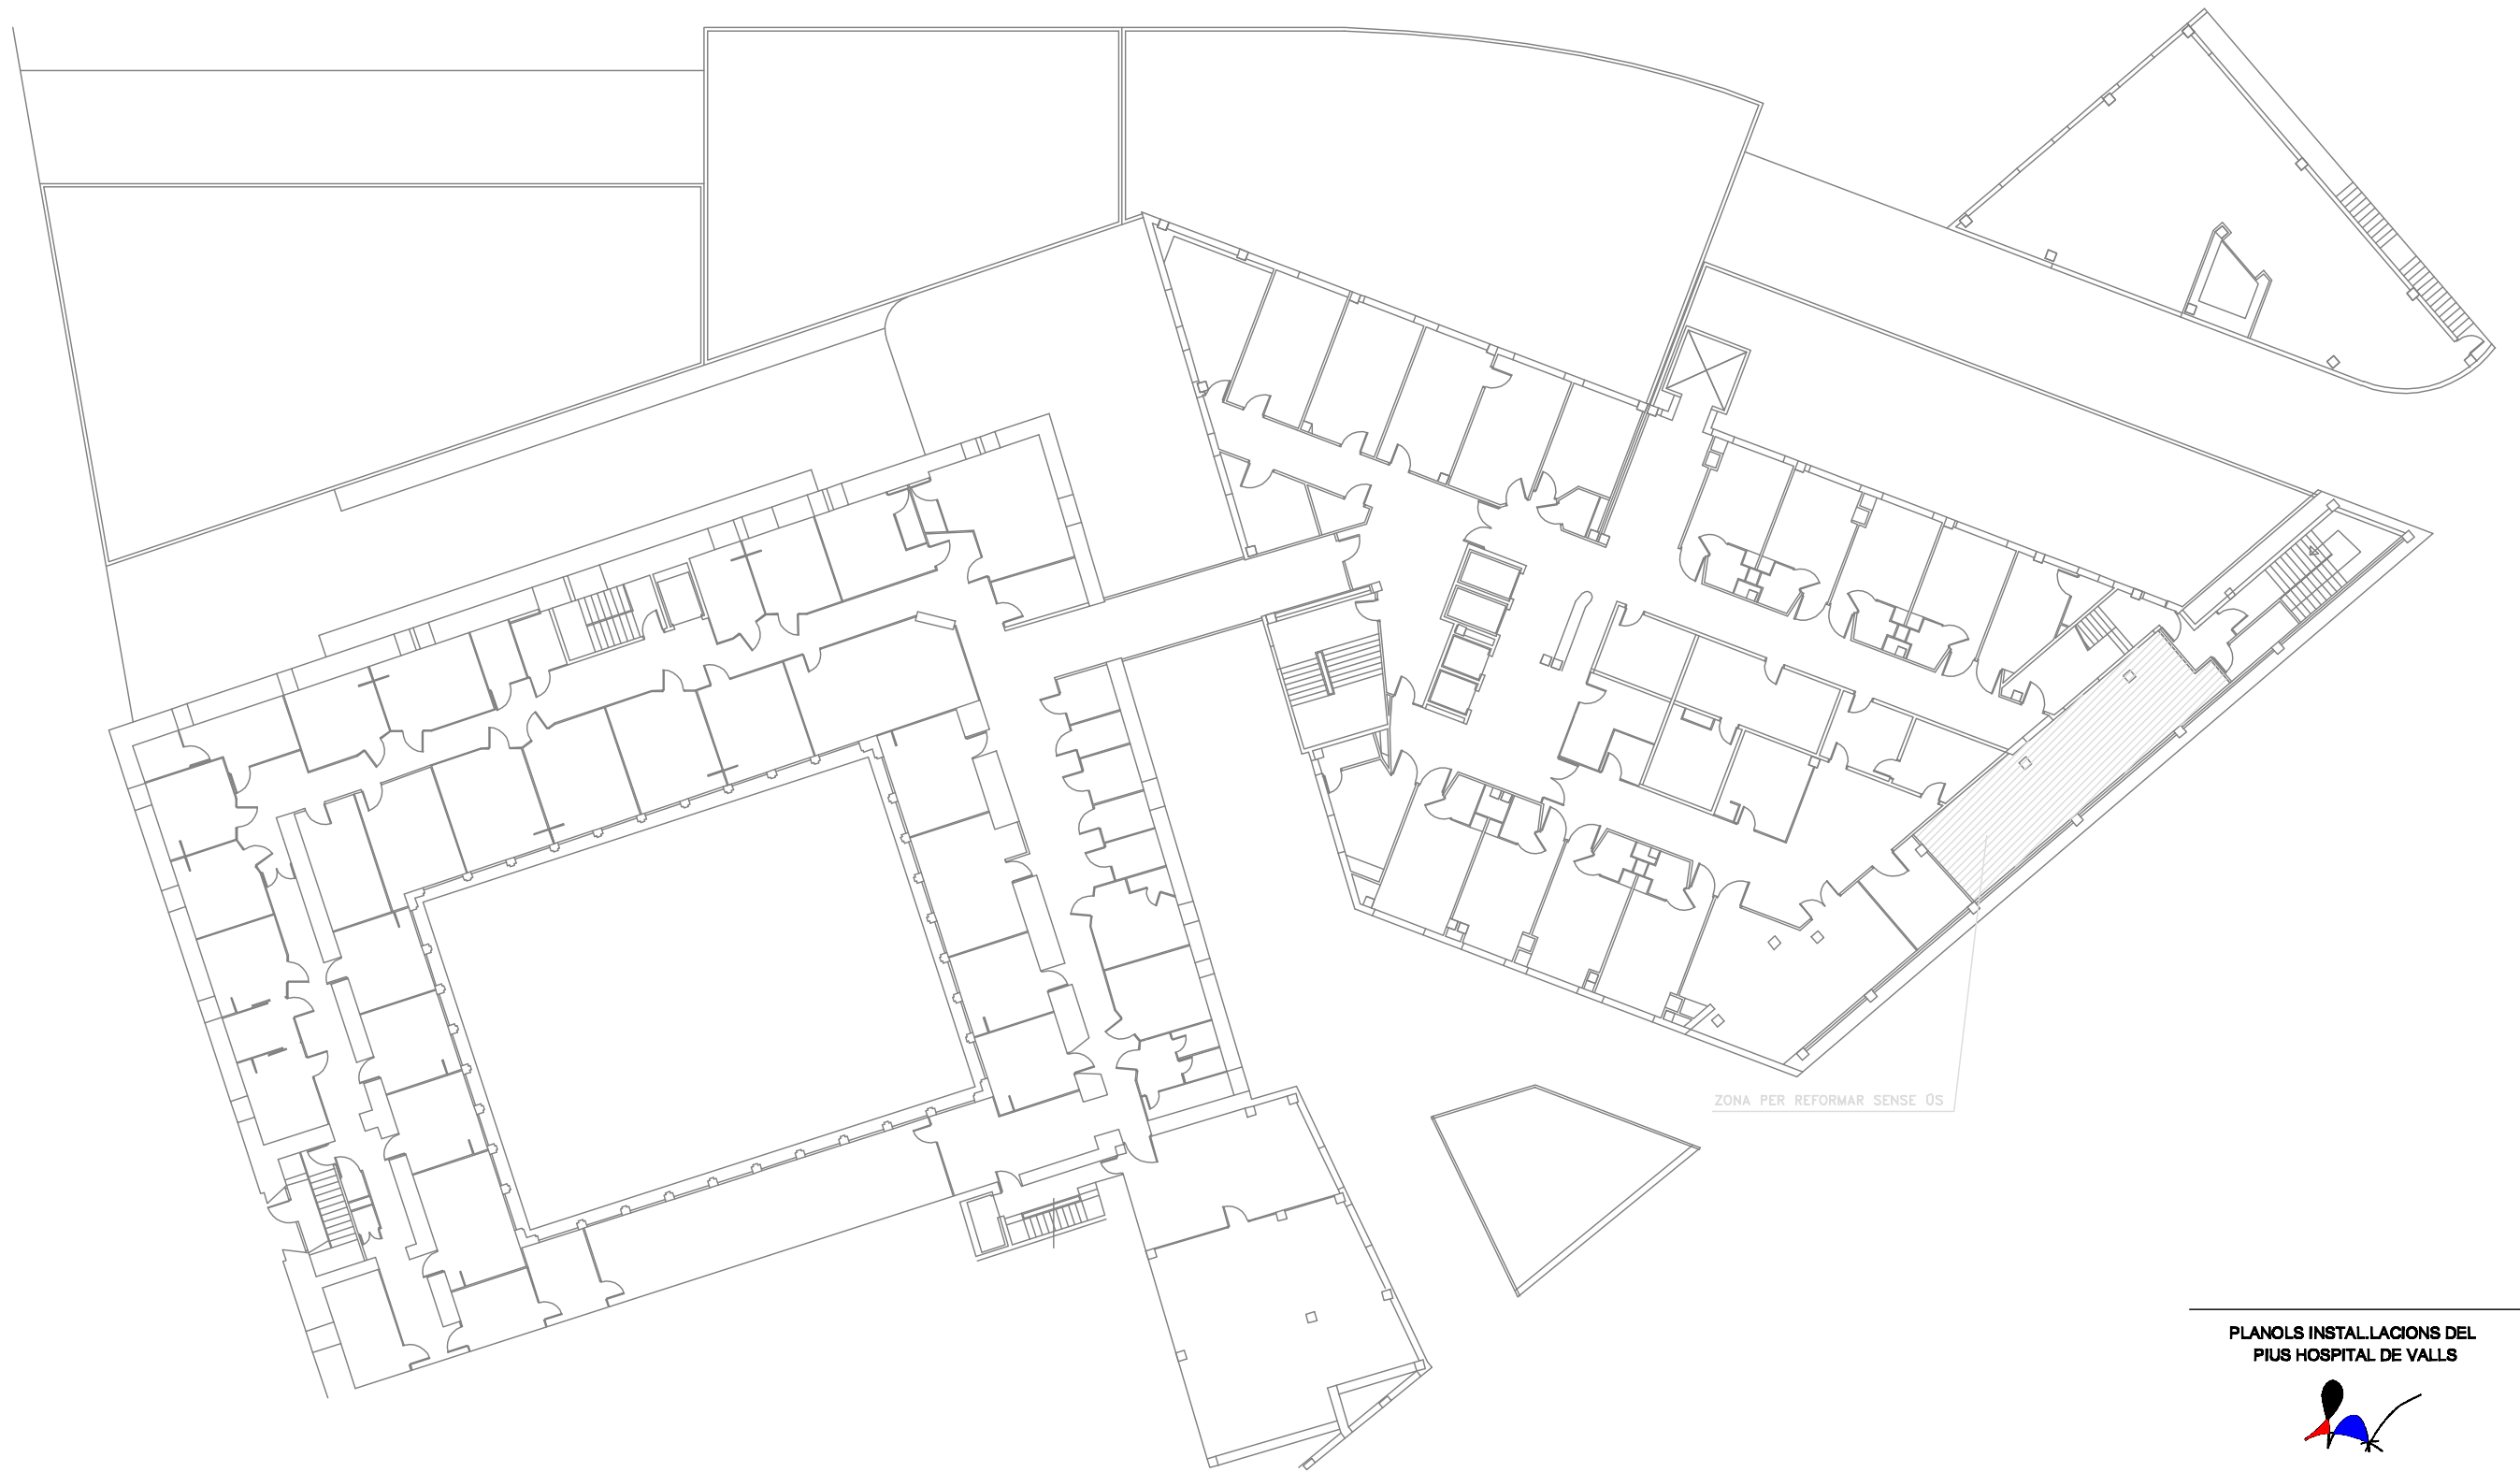 ZONA PER REFORMAR SENSE ÚS
PLANOLS INSTAL.LACIONS DEL
PIUS HOSPITAL DE VALLS